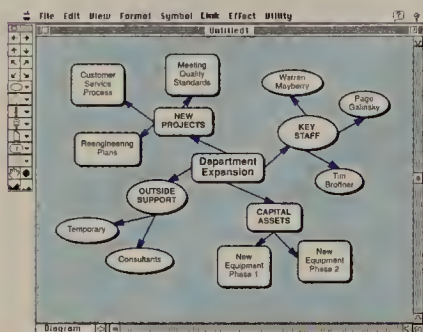 File Edit View Format Symbol Link Effect Utility
Untitled1
Customer
Service
Process
Meeting
Quality
Standards
Warren
Mayberry
Page
Galinsky
NEW
PROJECTS
KEY
STAFF
Reengineering
Plans
Department
Expansion
Tim
Broffner
OUTSIDE
SUPPORT
CAPITAL
ASSETS
Temporary
Consultants
New
Equipment
Phase 1
New
Equipment
Phase 2
Diagram